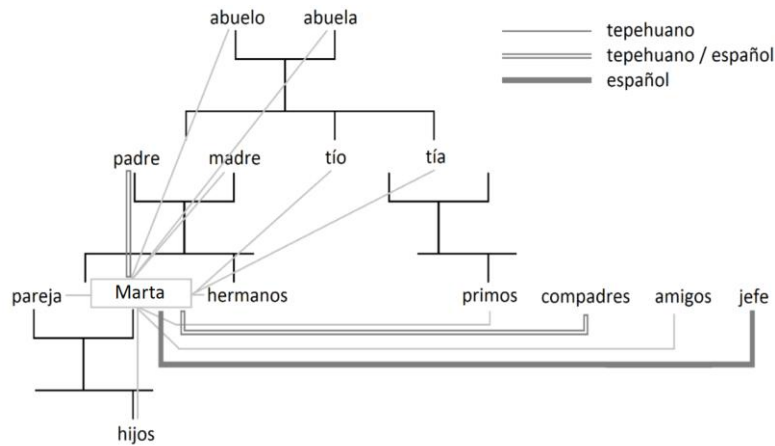 abuelo abuela
tepehuano
tepehuano / español
español
padre madre tío tía
pareja Marta hermanos primos compadres amigos jefe
hijos